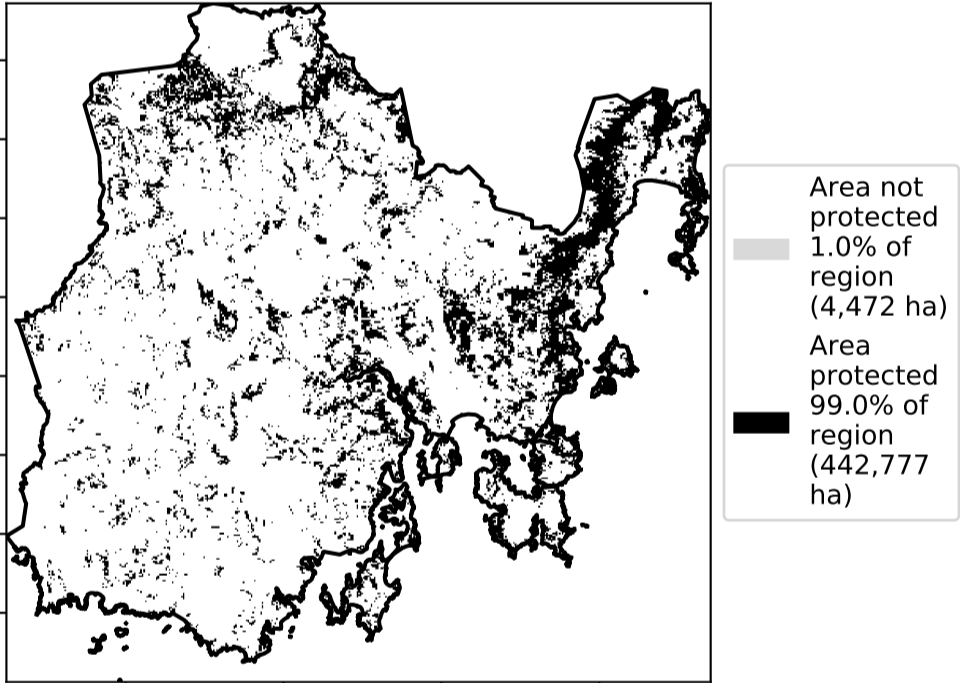 Area not
protected
1.0% of
region
(4,472 ha)
Area
protected
99.0% of
region
(442,777
ha)